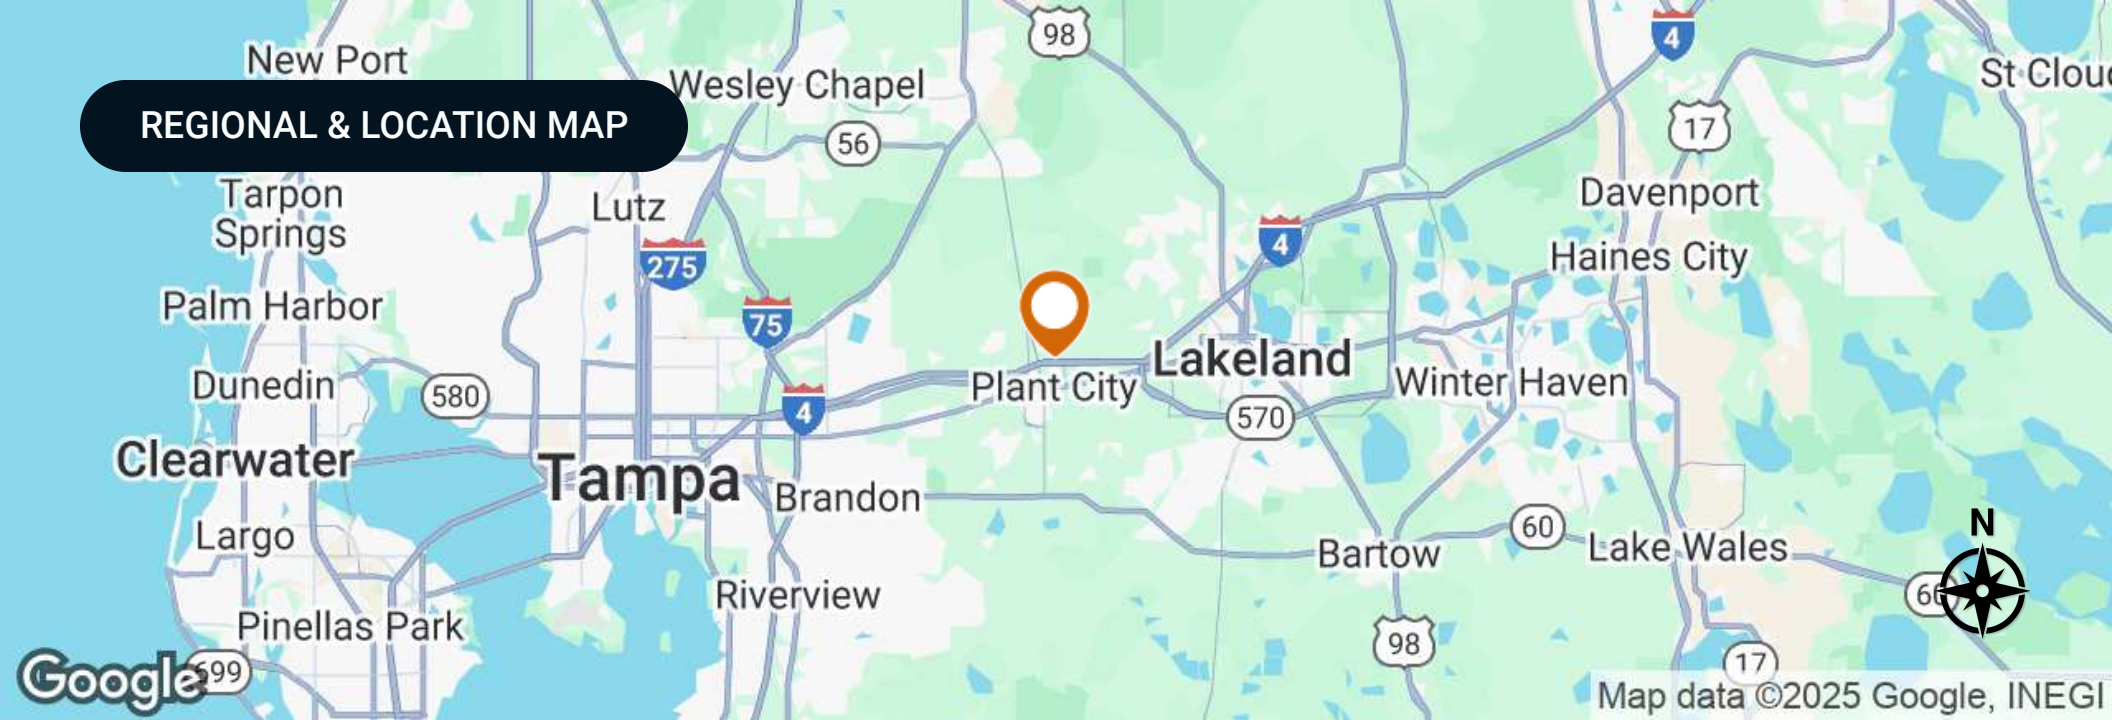 98
4
New Port
St Clou
Wesley Chapel
REGIONAL & LOCATION MAP
17
56
Tarpon
Springs
Lutz
Davenport
4
275
Haines City
Palm Harbor
75
Lakeland
Dunedin
580
4
Plant City
Winter Haven
570
Clearwater
Tampa
Brandon
N
Largo
60
Bartow
Lake Wales
Riverview
6
Pinellas Park
98
17
Google
699
Map data ©2025 Google, INEGI